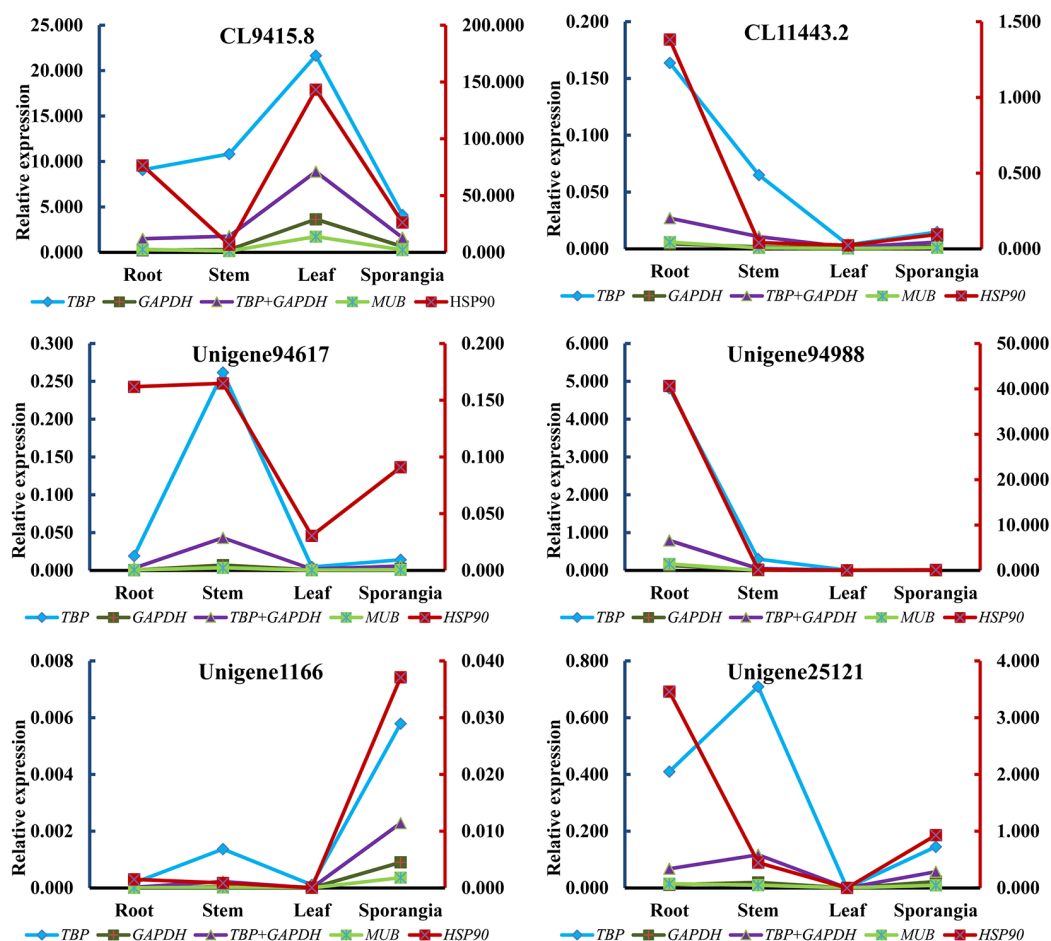 CL9415.8
Relative expression
25.000
20.000
15.000
10.000
5.000
0.000
200.000
150.000
100.000
50.000
0.000
Root Stem Leaf Sporangia
TBP GAPDH TBP+GAPDH MUB HSP90
CL11443.2
Relative expression
0.200
0.150
0.100
0.050
0.000
1.500
1.000
0.500
0.000
Root Stem Leaf Sporangia
TBP GAPDH TBP+GAPDH MUB HSP90
Unigene94617
Relative expression
0.300
0.250
0.200
0.150
0.100
0.050
0.000
0.200
0.150
0.100
0.050
0.000
Root Stem Leaf Sporangia
TBP GAPDH TBP+GAPDH MUB HSP90
Unigene94988
Relative expression
6.000
5.000
4.000
3.000
2.000
1.000
0.000
50.000
40.000
30.000
20.000
10.000
0.000
Root Stem Leaf Sporangia
TBP GAPDH TBP+GAPDH MUB HSP90
Unigene1166
Relative expression
0.008
0.006
0.004
0.002
0.000
0.040
0.030
0.020
0.010
0.000
Root Stem Leaf Sporangia
TBP GAPDH TBP+GAPDH MUB HSP90
Unigene25121
Relative expression
0.800
0.600
0.400
0.200
0.000
4.000
3.000
2.000
1.000
0.000
Root Stem Leaf Sporangia
TBP GAPDH TBP+GAPDH MUB HSP90